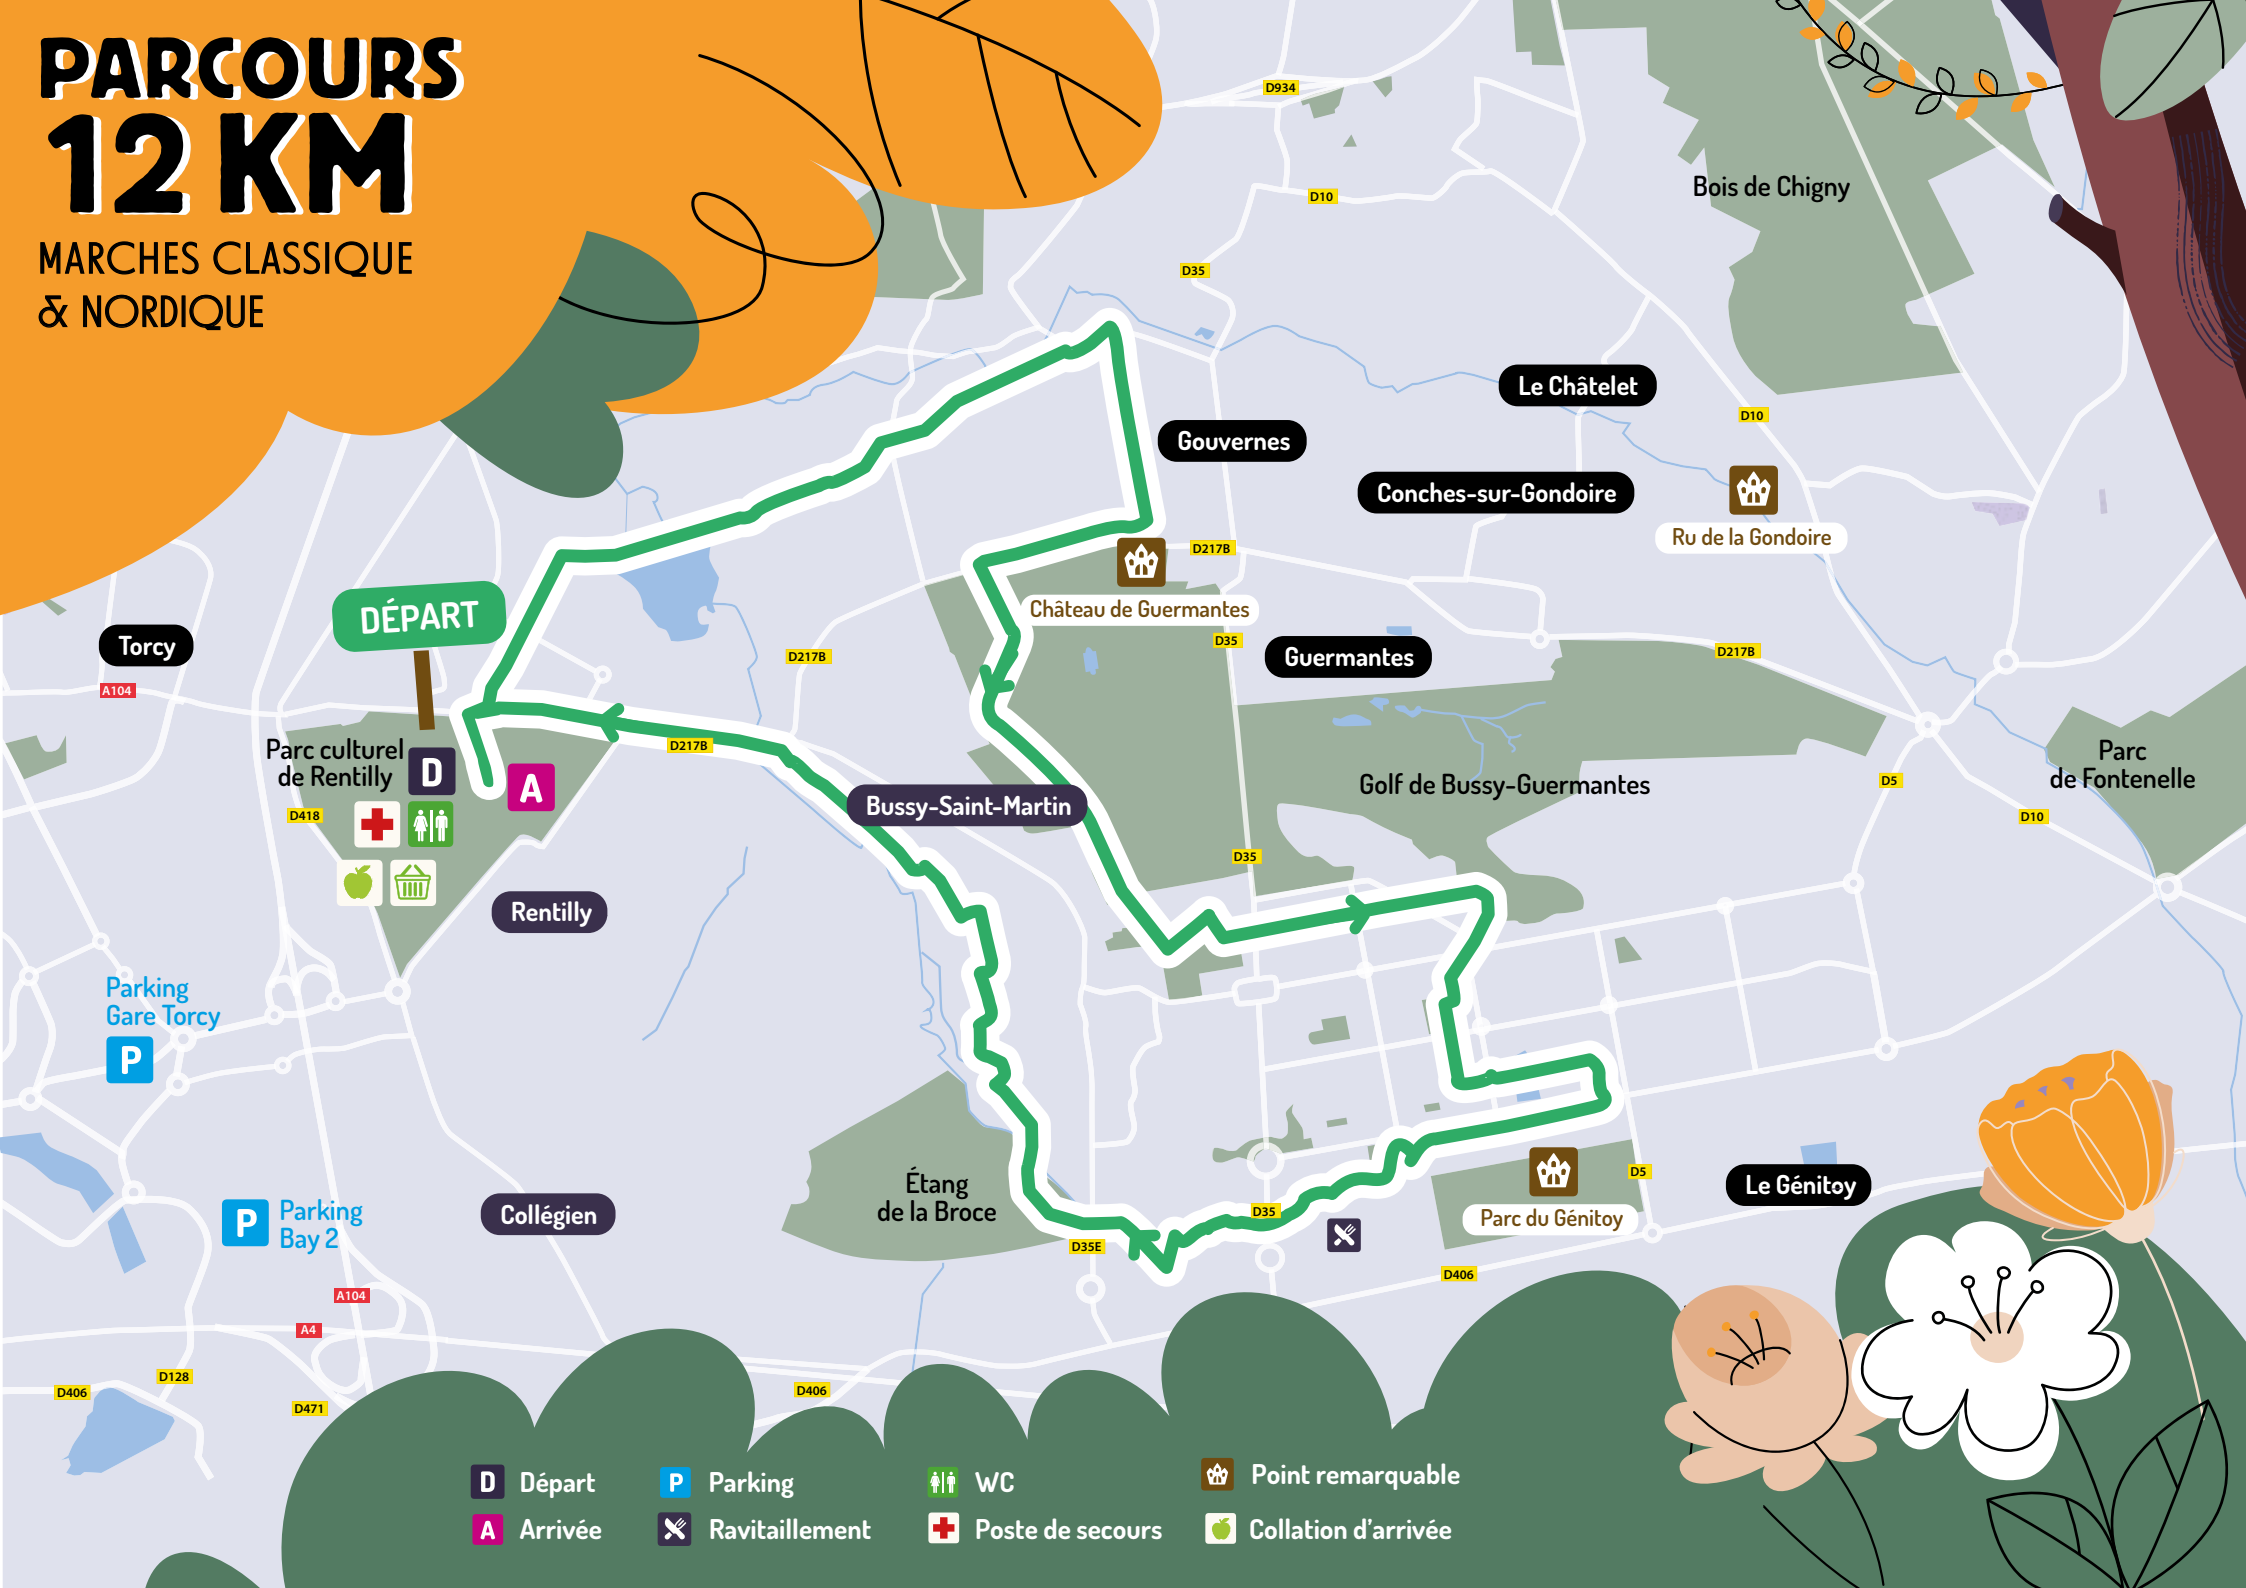 PARCOURS
12 KM
MARCHES CLASSIQUE
& NORDIQUE
D934
D10
Bois de Chigny
D35
Le Châtelet
D10
Gouvernes
Conches-sur-Gondoire
Ru de la Gondoire
D217B
DÉPART
Château de Guermantes
Torcy
D35
Guermantes
D217B
D217B
A104
Parc culturel
de Rentilly
D
A
D217B
D418
Bussy-Saint-Martin
Golf de Bussy-Guermantes
Parc
de Fontenelle
D5
D10
D35
Rentilly
Parking
Gare Torcy
P
Étang
de la Broce
Parc du Génitoy
D5
Le Génitoy
P
Parking
Bay 2
Collégien
D35
D35E
D406
A104
A4
D128
D406
D471
D406
D Départ
P Parking
WC
Point remarquable
A Arrivée
Ravitaillement
Poste de secours
Collation d'arrivée